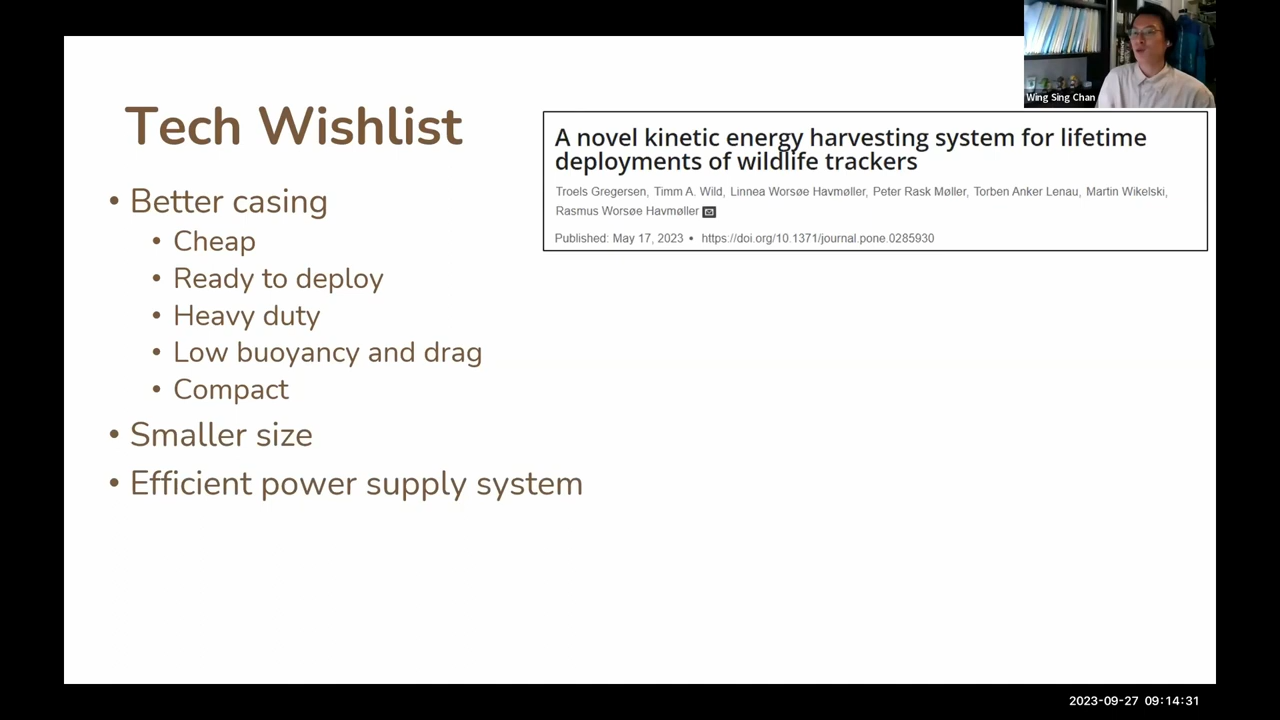 Wing Sing Chan
Tech Wishlist
• Better casing
• Cheap
• Ready to deploy
• Heavy duty
• Low buoyancy and drag
• Compact
• Smaller size
• Efficient power supply system
A novel kinetic energy harvesting system for lifetime
deployments of wildlife trackers
Troels Gregersen, Timm A. Wild, Linnea Worsøe Havmøller, Peter Rask Møller, Torben Anker Lenau, Martin Wikelski,
Rasmus Worsøe Havmøller
Published: May 17, 2023 • https://doi.org/10.1371/journal.pone.0285930
2023-09-27 09:14:31